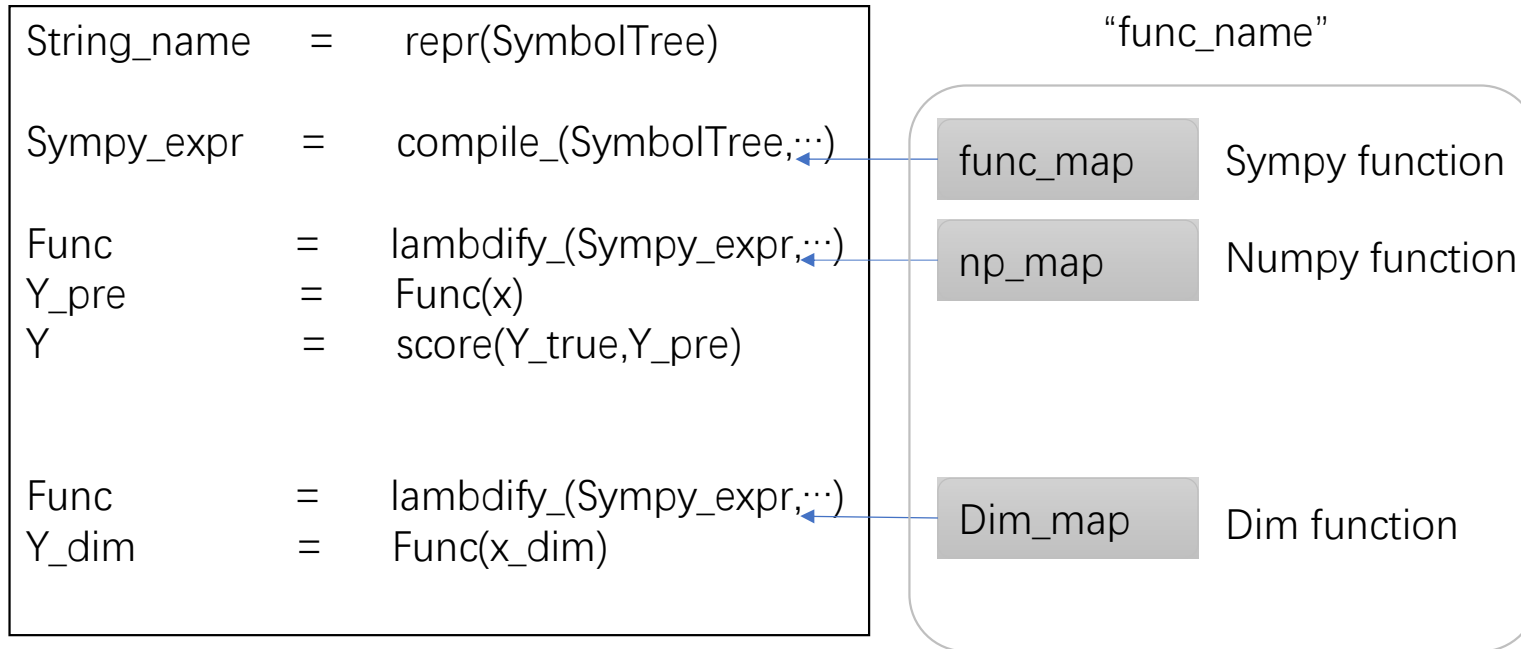 String_name = repr(SymbolTree)
Sympy_expr = compile_(SymbolTree,…)
Func = lambdify_(Sympy_expr,…)
Y_pre = Func(x)
Y = score(Y_true,Y_pre)
Func = lambdify_(Sympy_expr,…)
Y_dim = Func(x_dim)
“func_name”
func_map Sympy function
np_map Numpy function
Dim_map Dim function